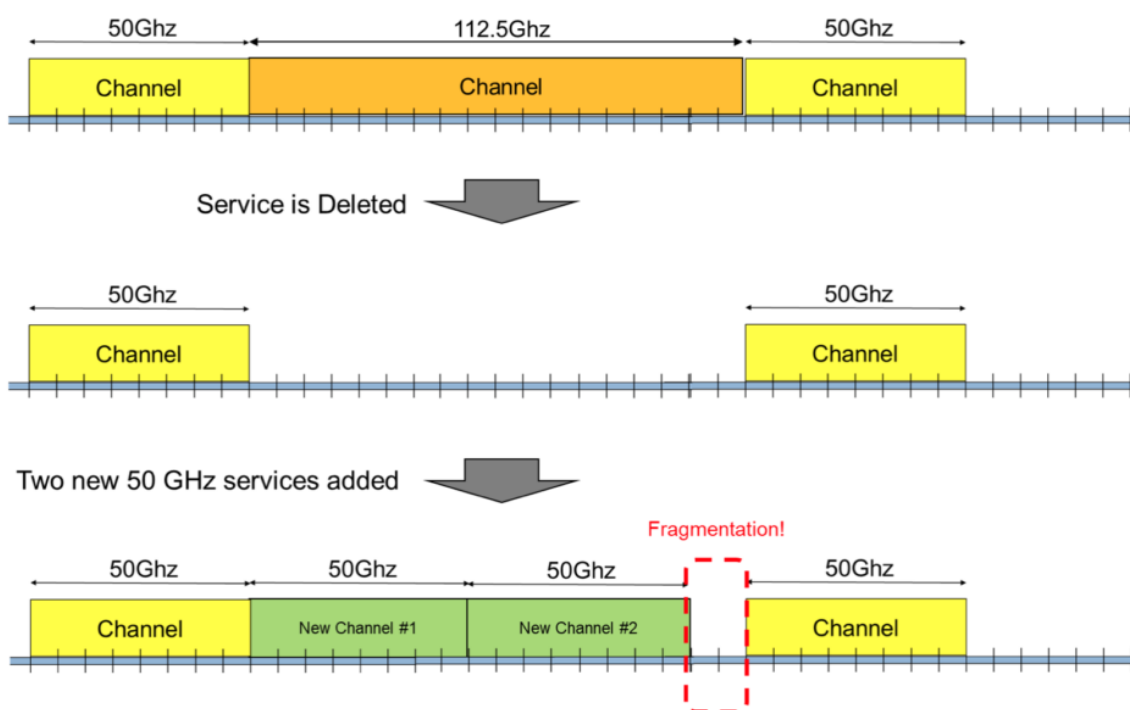 50Ghz 112.5Ghz 50Ghz
Channel Channel Channel
Service is Deleted
50Ghz 50Ghz
Channel Channel
Two new 50 GHz services added
Fragmentation!
50Ghz 50Ghz 50Ghz 50Ghz
Channel New Channel #1 New Channel #2 Channel